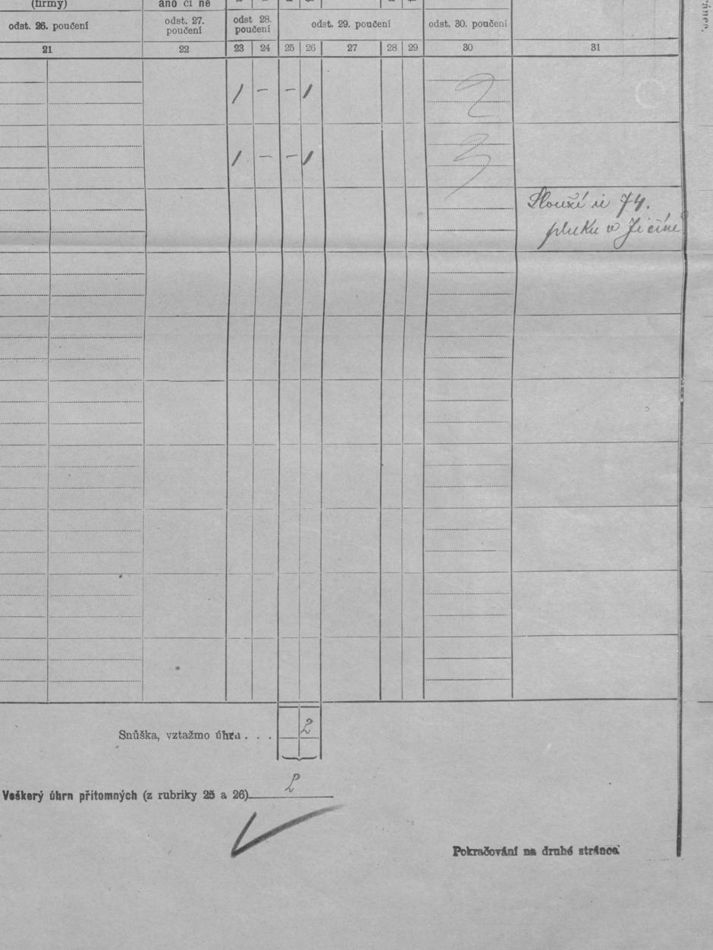 (firmy)
ano či ne
odst. 26. poučení
odst. 27. poučení
odst 28. poučení
odst. 29. poučení
odst. 30. poučení
21 22 23 24 25 26 27 28 29 30 31
1 – – 1 2
1 – – 1 3
Slouží u 74.
pluku v Jičíně
Snůška, vztažmo úhrn . . . 2
Veškerý úhrn přítomných (z rubriky 25 a 26) 2
Pokračování na druhé stránce